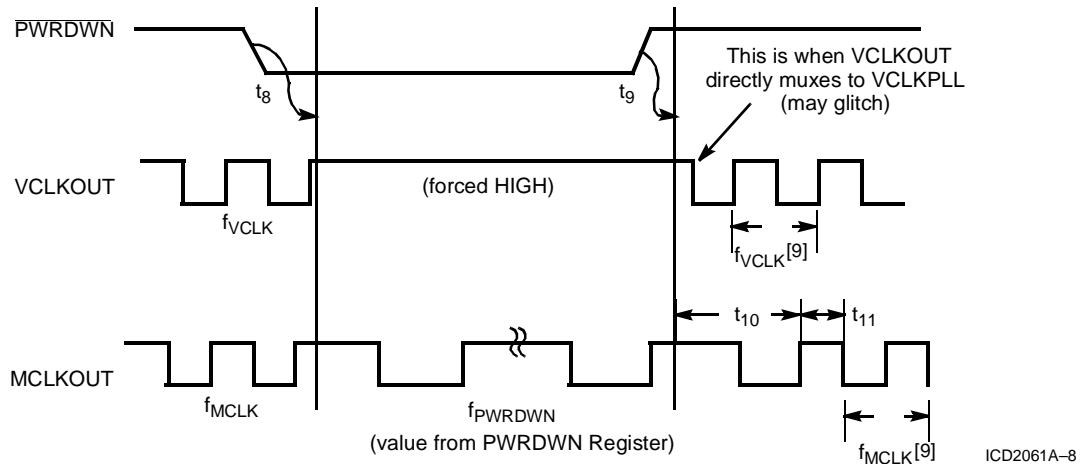 PWRDWN
t8
t9
This is when VCLKOUT
directly muxes to VCLKPLL
(may glitch)
VCLKOUT
(forced HIGH)
fVCLK
fVCLK[9]
t10
t11
MCLKOUT
fMCLK
fPWRDWN
(value from PWRDWN Register)
fMCLK[9]
ICD2061A–8